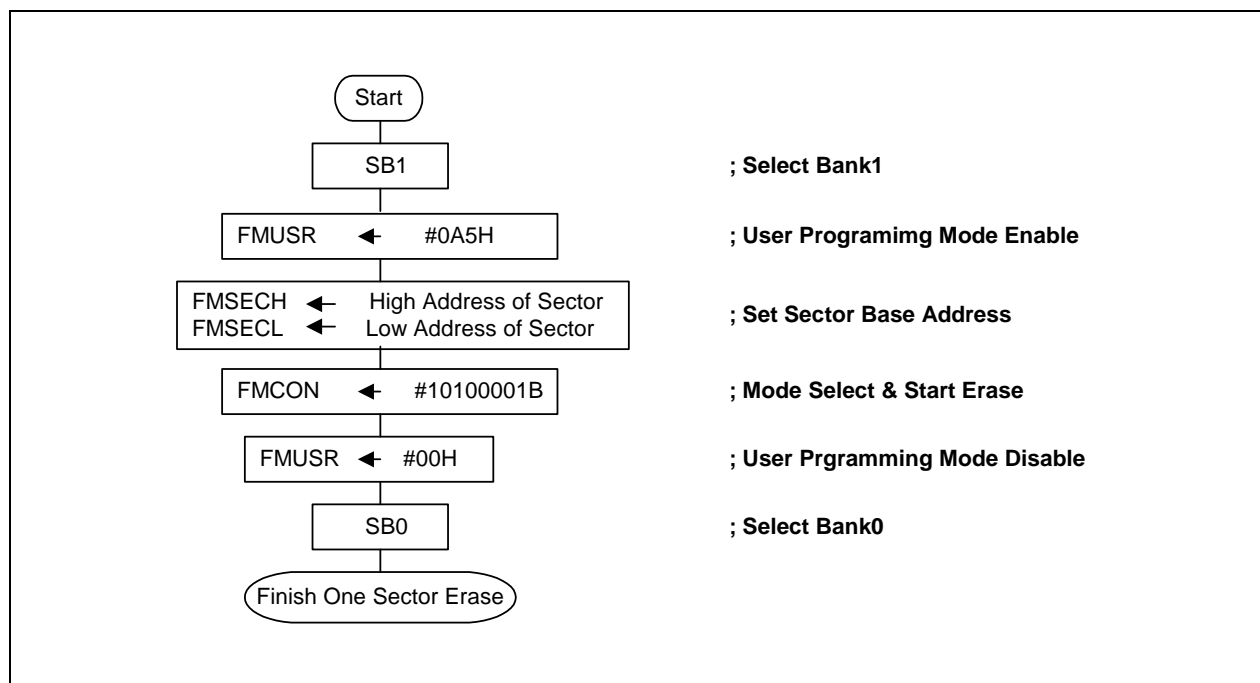 Start
SB1 ; Select Bank1
FMUSR #0A5H ; User Programimg Mode Enable
FMSECH High Address of Sector
FMSECL Low Address of Sector
; Set Sector Base Address
FMCON #10100001B ; Mode Select & Start Erase
FMUSR #00H ; User Prgramming Mode Disable
SB0 ; Select Bank0
Finish One Sector Erase